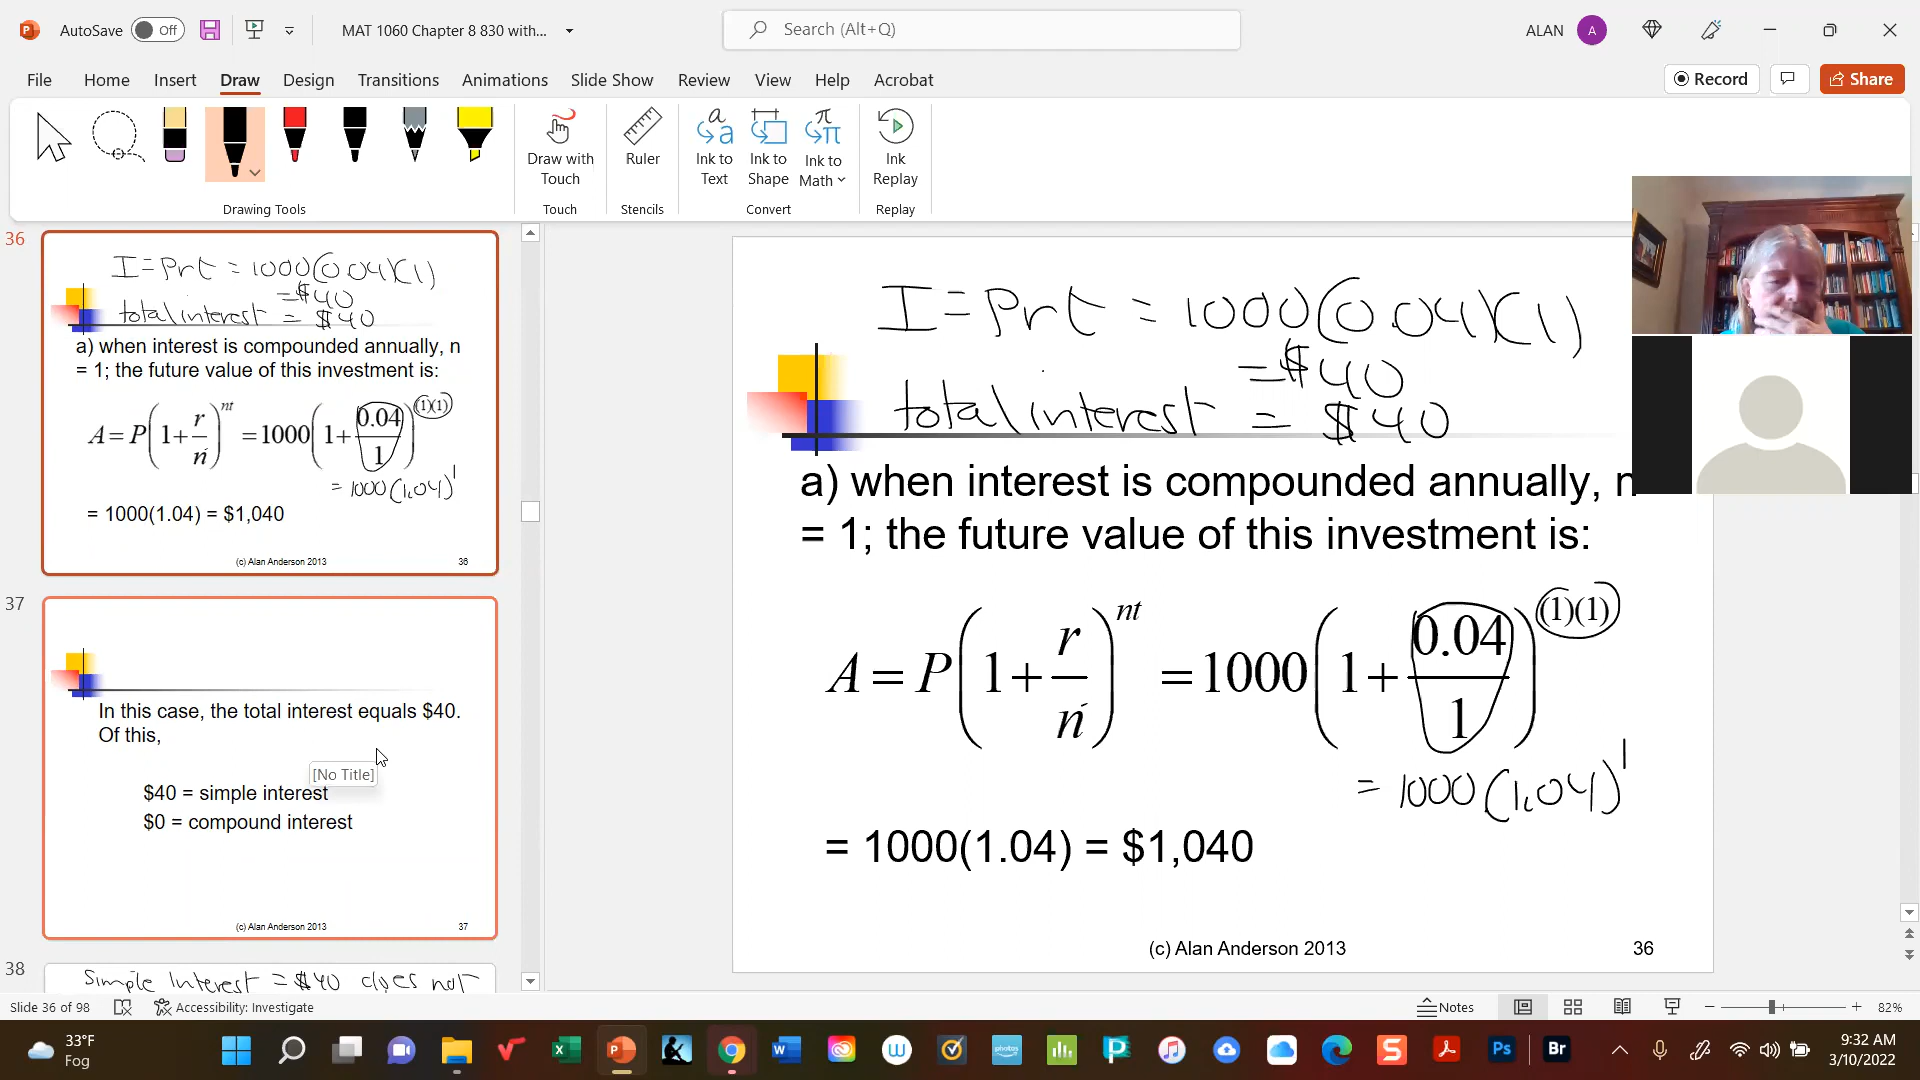 AutoSave Off
MAT 1060 Chapter 8 830 with...
Search (Alt+Q)
ALAN A
File Home Insert Draw Design Transitions Animations Slide Show Review View Help Acrobat
Record Share
Draw with Touch
Ruler
Ink to Text
Ink to Shape
Ink to Math
Ink Replay
Drawing Tools Touch Stencils Convert Replay
36
I = Prt = 1000(0.04)(1)
= $40
total interest = $40
a) when interest is compounded annually, n
= 1; the future value of this investment is:
A = P(1 + r/n)^nt = 1000(1 + 0.04/1)^(1)(1)
= 1000(1.04)^1
= 1000(1.04) = $1,040
(c) Alan Anderson 2013 36
37
In this case, the total interest equals $40.
Of this,
[No Title]
$40 = simple interest
$0 = compound interest
(c) Alan Anderson 2013 37
38
Simple Interest = $40 does not
I = Prt = 1000(0.04)(1)
= $40
total interest = $40
a) when interest is compounded annually, n
= 1; the future value of this investment is:
A = P(1 + r/n)^nt = 1000(1 + 0.04/1)^(1)(1)
= 1000(1.04)^1
= 1000(1.04) = $1,040
(c) Alan Anderson 2013 36
Slide 36 of 98 Accessibility: Investigate Notes 82%
33°F
Fog
9:32 AM
3/10/2022